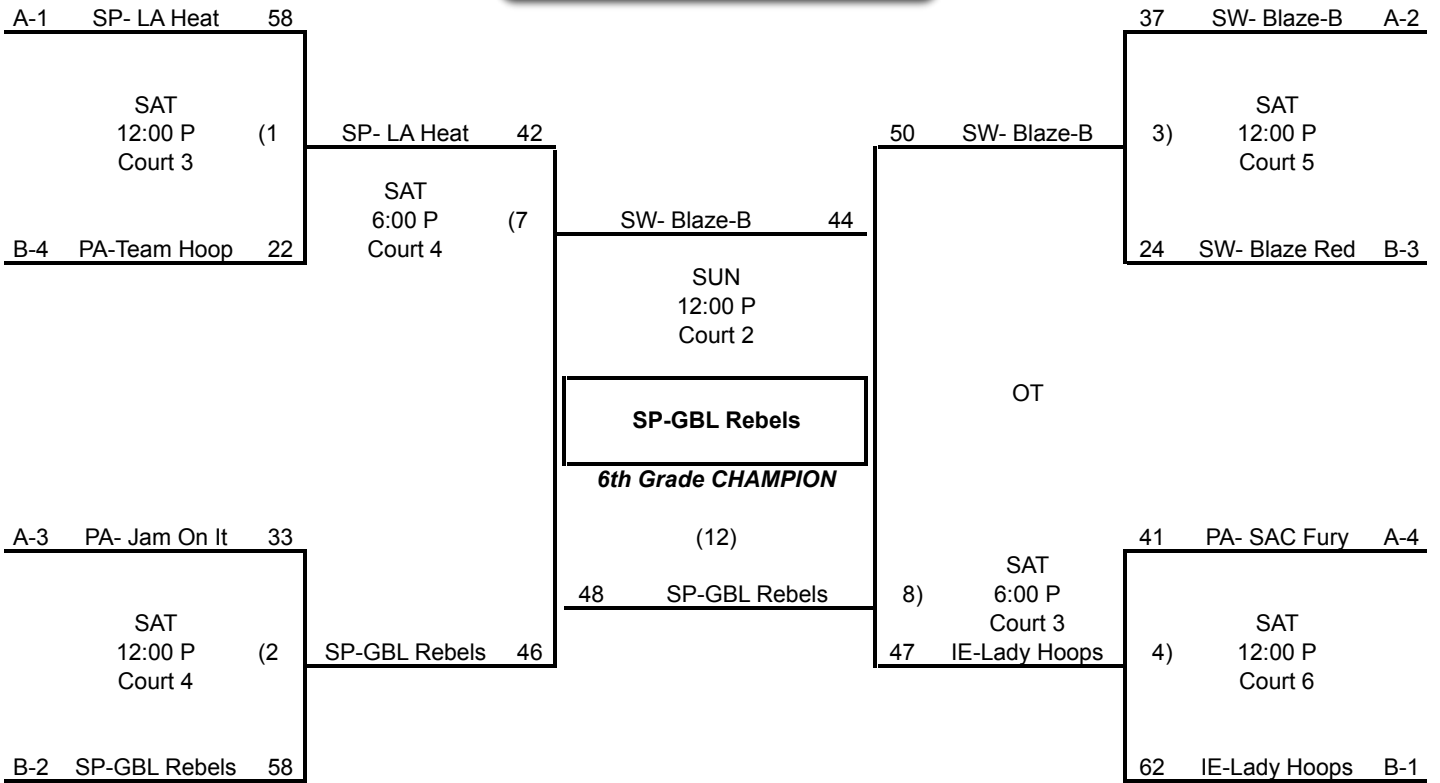 A-1 SP- LA Heat 58
37 SW- Blaze-B A-2
SAT
12:00 P (1
Court 3
SP- LA Heat 42
50 SW- Blaze-B
SAT
3) 12:00 P
Court 5
SAT
6:00 P (7
Court 4
SW- Blaze-B 44
B-4 PA-Team Hoop 22
24 SW- Blaze Red B-3
SUN
12:00 P
Court 2
OT
SP-GBL Rebels
6th Grade CHAMPION
A-3 PA- Jam On It 33
(12)
41 PA- SAC Fury A-4
48 SP-GBL Rebels
SAT
8) 6:00 P
Court 3
SAT
12:00 P (2
Court 4
SP-GBL Rebels 46
47 IE-Lady Hoops
SAT
4) 12:00 P
Court 6
B-2 SP-GBL Rebels 58
62 IE-Lady Hoops B-1